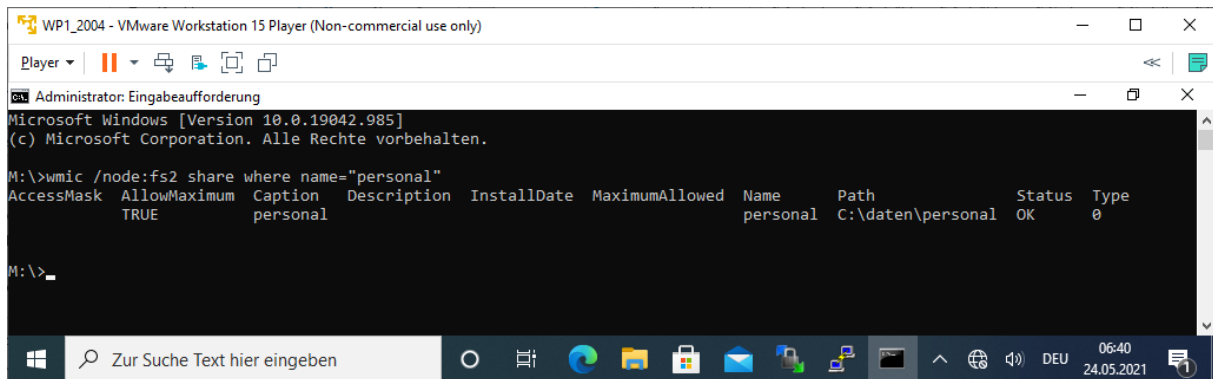 WP1_2004 - VMware Workstation 15 Player (Non-commercial use only)
Player
Administrator: Eingabeaufforderung
Microsoft Windows [Version 10.0.19042.985]
(c) Microsoft Corporation. Alle Rechte vorbehalten.
M:\>wmic /node:fs2 share where name="personal"
AccessMask AllowMaximum Caption Description InstallDate MaximumAllowed Name Path Status Type
TRUE personal personal C:\daten\personal OK 0
M:\>
Zur Suche Text hier eingeben DEU 06:40
24.05.2021 1